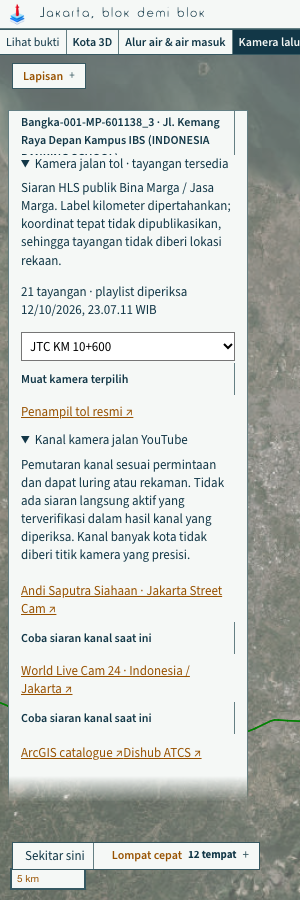 Jakarta, blok demi blok
Lihat bukti Kota 3D Alur air & air masuk Kamera lalu
Lapisan +
Bangka-001-MP-601138_3 · Jl. Kemang
Raya Depan Kampus IBS (INDONESIA
▼ Kamera jalan tol · tayangan tersedia
Siaran HLS publik Bina Marga / Jasa
Marga. Label kilometer dipertahankan;
koordinat tepat tidak dipublikasikan,
sehingga tayangan tidak diberi lokasi
rekaan.
21 tayangan · playlist diperiksa
12/10/2026, 23.07.11 WIB
JTC KM 10+600
Muat kamera terpilih
Penampil tol resmi ↗
▼ Kanal kamera jalan YouTube
Pemutaran kanal sesuai permintaan
dan dapat luring atau rekaman. Tidak
ada siaran langsung aktif yang
terverifikasi dalam hasil kanal yang
diperiksa. Kanal banyak kota tidak
diberi titik kamera yang presisi.
Andi Saputra Siahaan · Jakarta Street
Cam ↗
Coba siaran kanal saat ini
World Live Cam 24 · Indonesia /
Jakarta ↗
Coba siaran kanal saat ini
ArcGIS catalogue ↗Dishub ATCS ↗
Sekitar sini Lompat cepat 12 tempat +
5 km